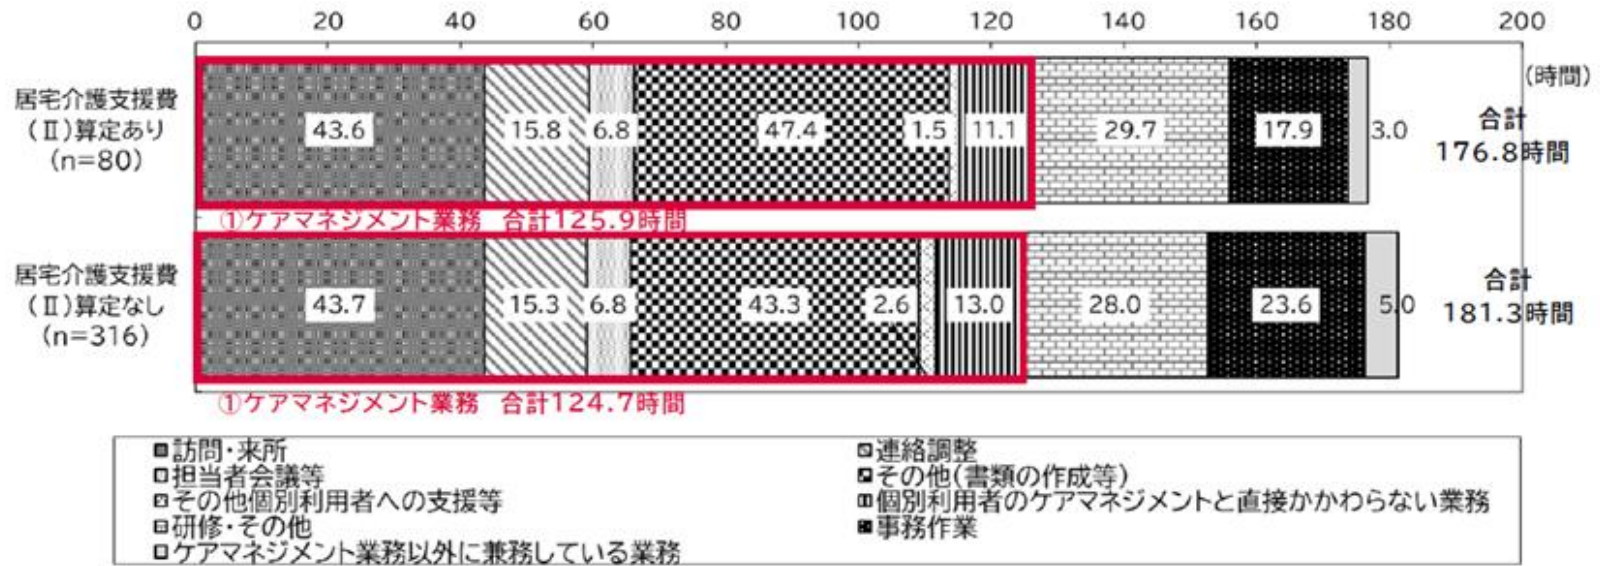 0 20 40 60 80 100 120 140 160 180 200
(時間)
居宅介護支援費
(Ⅱ)算定あり
(n=80)
43.6 15.8 6.8 47.4 1.5 11.1 29.7 17.9 3.0
合計
176.8時間
①ケアマネジメント業務 合計125.9時間
居宅介護支援費
(Ⅱ)算定なし
(n=316)
43.7 15.3 6.8 43.3 2.6 13.0 28.0 23.6 5.0
合計
181.3時間
①ケアマネジメント業務 合計124.7時間
訪問・来所
連絡調整
担当者会議等
その他(書類の作成等)
その他個別利用者への支援等
個別利用者のケアマネジメントと直接かかわらない業務
研修・その他
事務作業
ケアマネジメント業務以外に兼務している業務